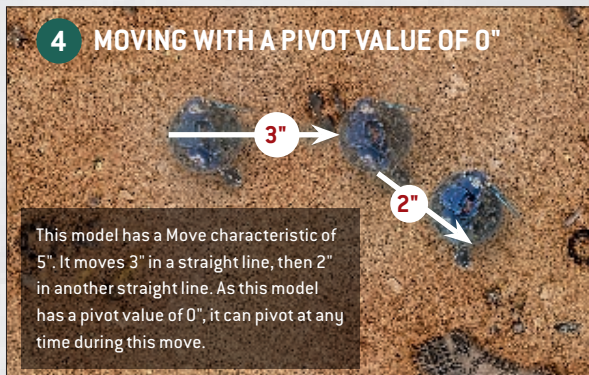 4 MOVING WITH A PIVOT VALUE OF 0"
3"
2"
This model has a Move characteristic of
5". It moves 3" in a straight line, then 2"
in another straight line. As this model
has a pivot value of 0", it can pivot at any
time during this move.